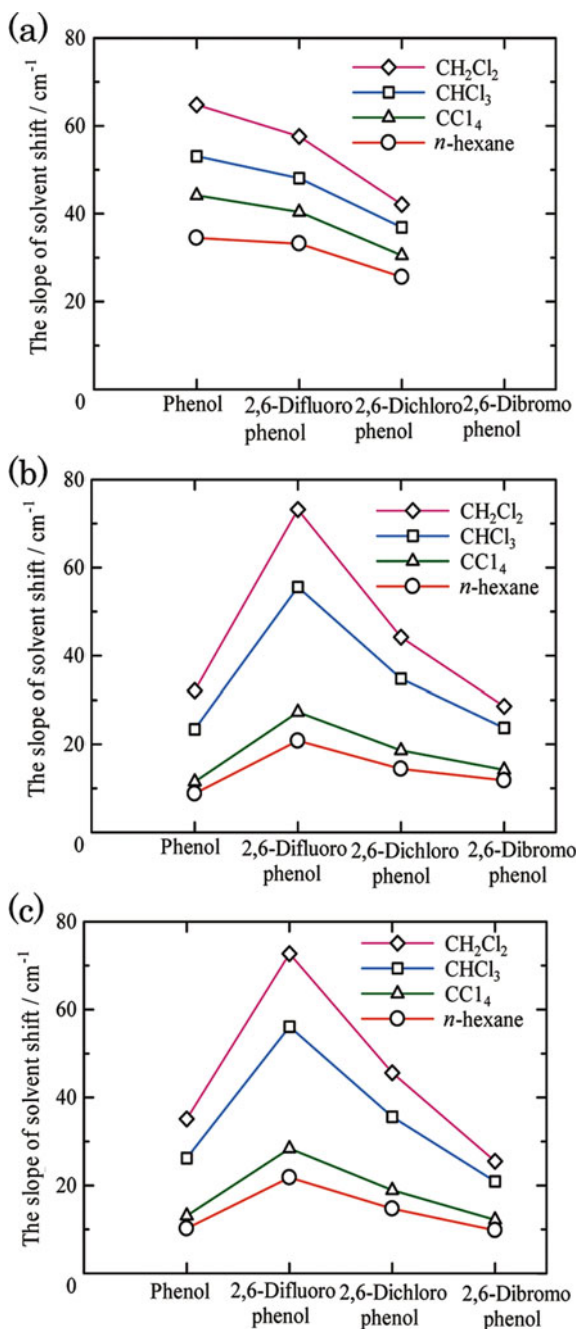 (a)
80
60
40
20
0
The slope of solvent shift / cm⁻¹
CH₂Cl₂
CHCl₃
CC1₄
n-hexane
Phenol 2,6-Difluoro 2,6-Dichloro 2,6-Dibromo
phenol phenol phenol
(b)
80
60
40
20
0
The slope of solvent shift / cm⁻¹
CH₂Cl₂
CHCl₃
CC1₄
n-hexane
Phenol 2,6-Difluoro 2,6-Dichloro 2,6-Dibromo
phenol phenol phenol
(c)
80
60
40
20
0
The slope of solvent shift / cm⁻¹
CH₂Cl₂
CHCl₃
CC1₄
n-hexane
Phenol 2,6-Difluoro 2,6-Dichloro 2,6-Dibromo
phenol phenol phenol